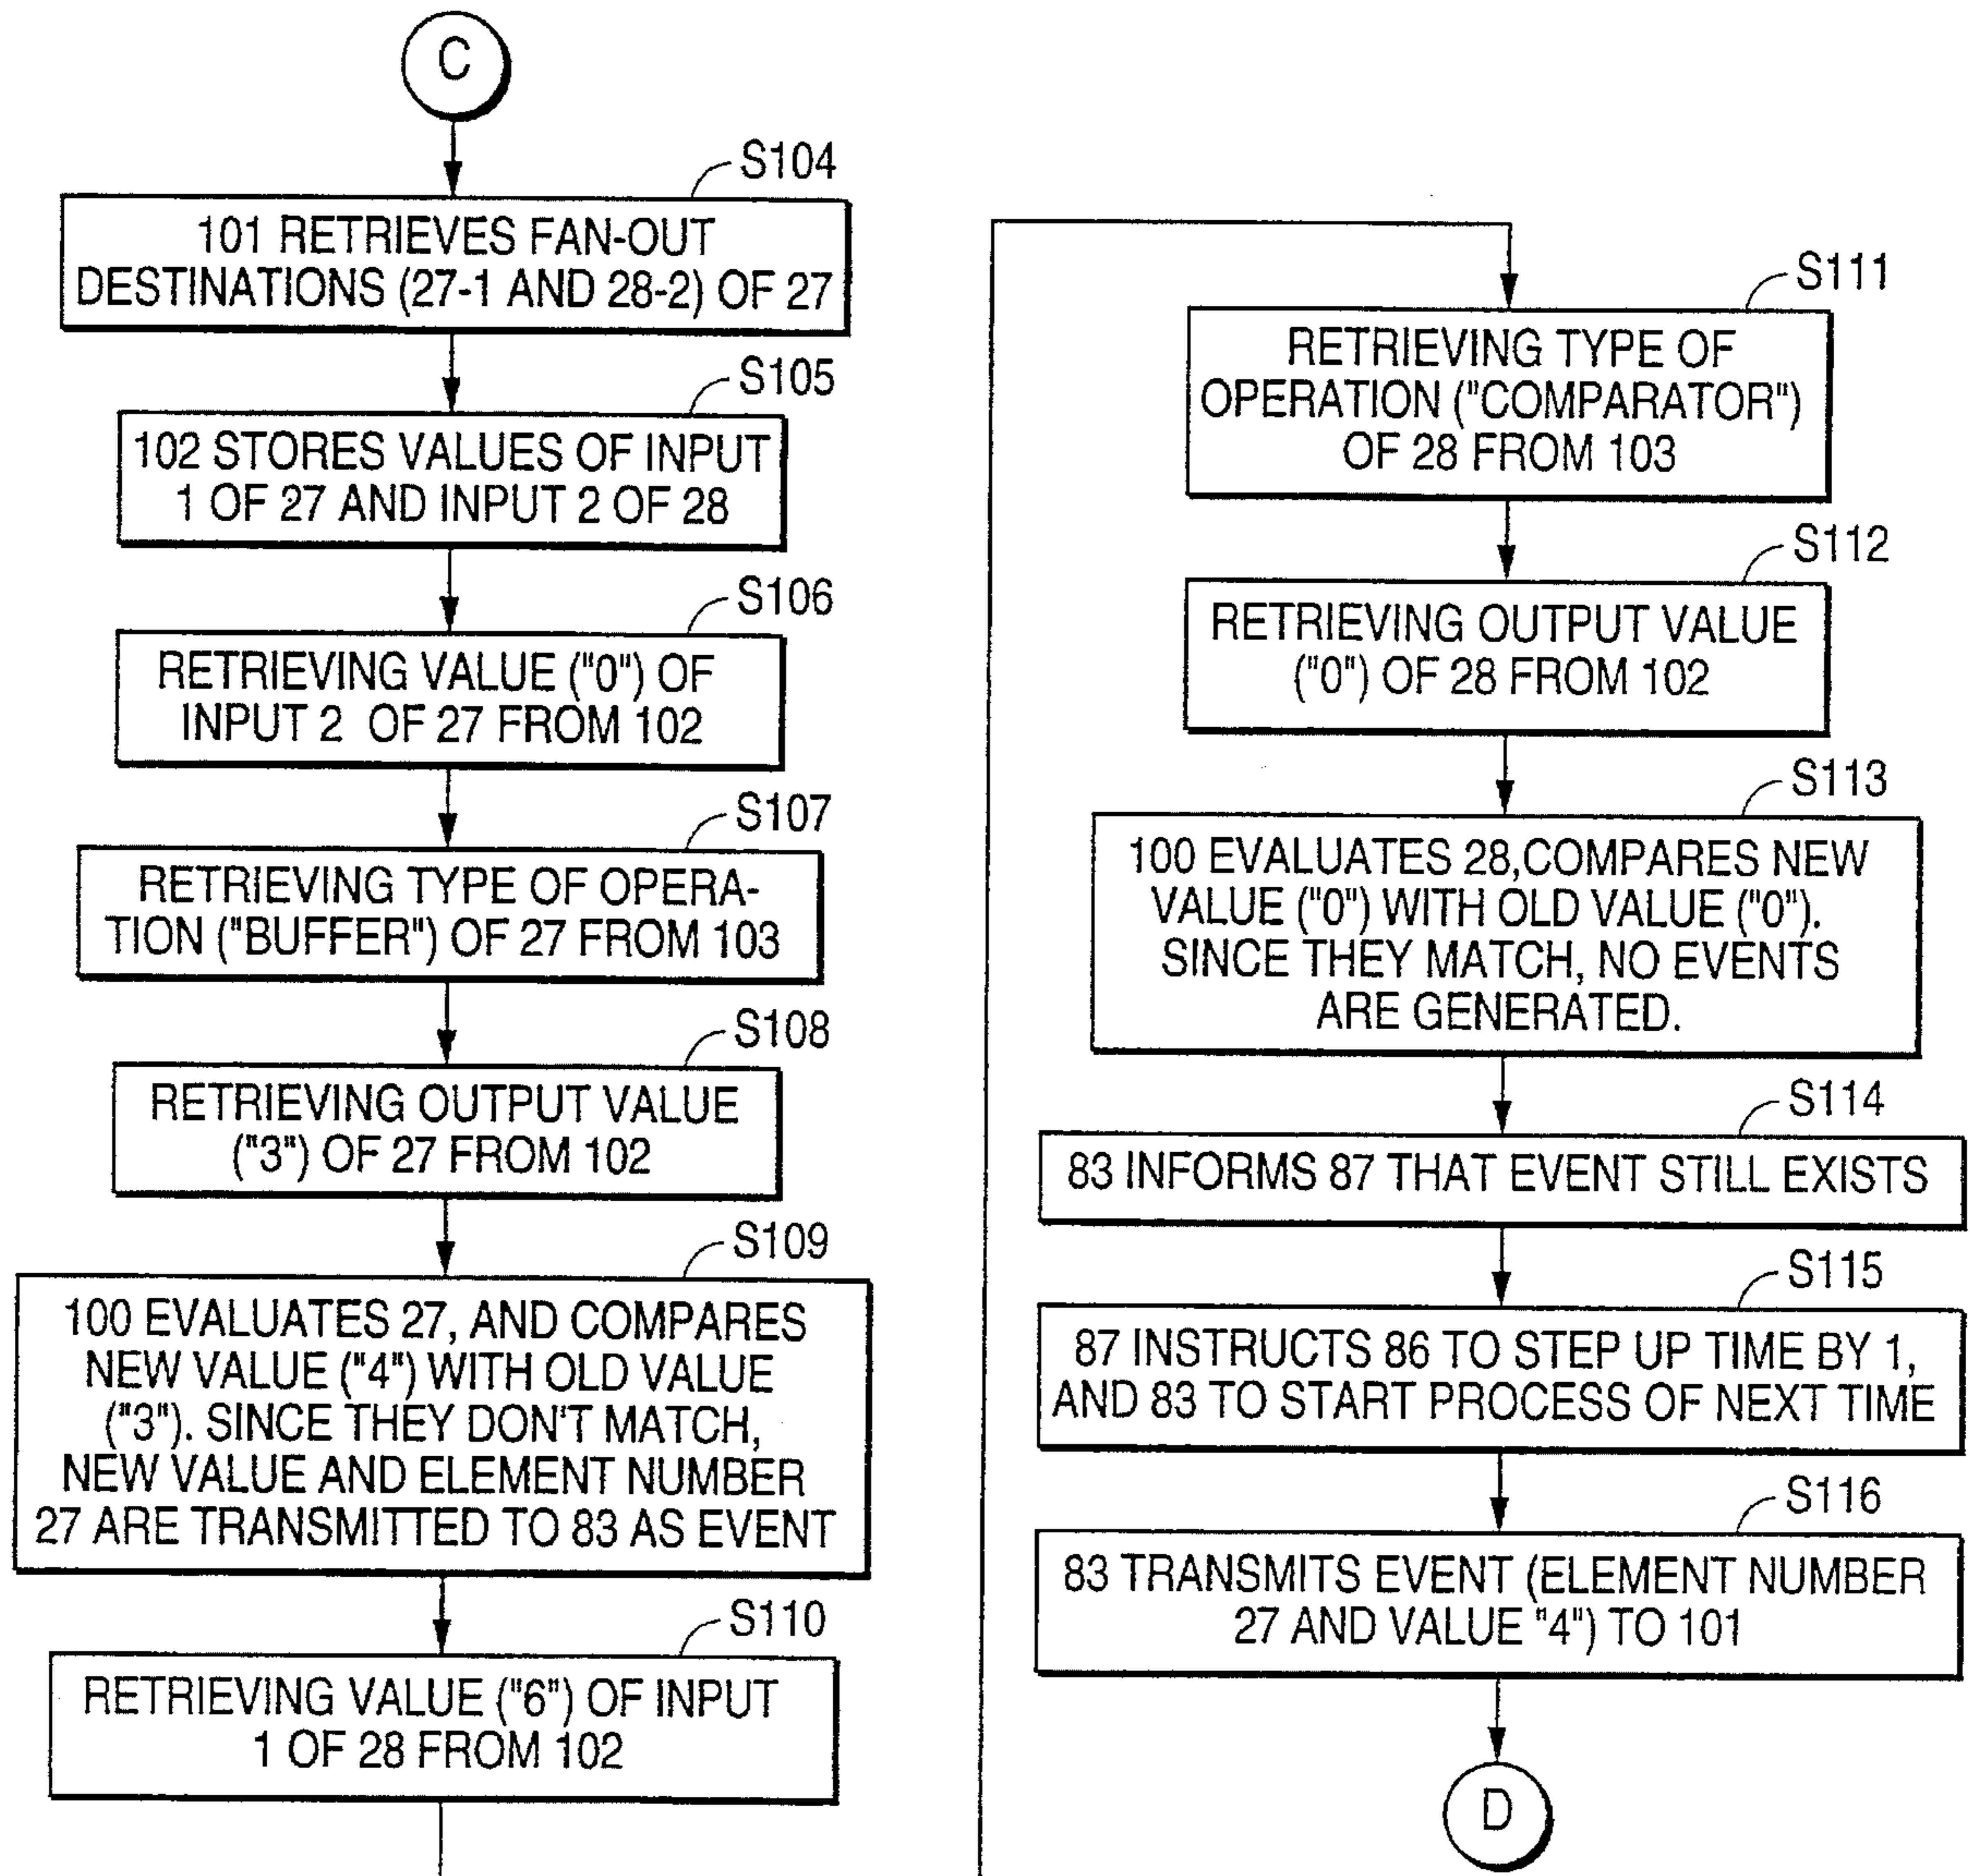 C
S104
101 RETRIEVES FAN-OUT
DESTINATIONS (27-1 AND 28-2) OF 27
S105
102 STORES VALUES OF INPUT
1 OF 27 AND INPUT 2 OF 28
S106
RETRIEVING VALUE ("0") OF
INPUT 2 OF 27 FROM 102
S107
RETRIEVING TYPE OF OPERA-
TION ("BUFFER") OF 27 FROM 103
S108
RETRIEVING OUTPUT VALUE
("3") OF 27 FROM 102
S109
100 EVALUATES 27, AND COMPARES
NEW VALUE ("4") WITH OLD VALUE
("3"). SINCE THEY DON'T MATCH,
NEW VALUE AND ELEMENT NUMBER
27 ARE TRANSMITTED TO 83 AS EVENT
S110
RETRIEVING VALUE ("6") OF INPUT
1 OF 28 FROM 102
S111
RETRIEVING TYPE OF
OPERATION ("COMPARATOR")
OF 28 FROM 103
S112
RETRIEVING OUTPUT VALUE
("0") OF 28 FROM 102
S113
100 EVALUATES 28,COMPARES NEW
VALUE ("0") WITH OLD VALUE ("0").
SINCE THEY MATCH, NO EVENTS
ARE GENERATED.
S114
83 INFORMS 87 THAT EVENT STILL EXISTS
S115
87 INSTRUCTS 86 TO STEP UP TIME BY 1,
AND 83 TO START PROCESS OF NEXT TIME
S116
83 TRANSMITS EVENT (ELEMENT NUMBER
27 AND VALUE "4") TO 101
D